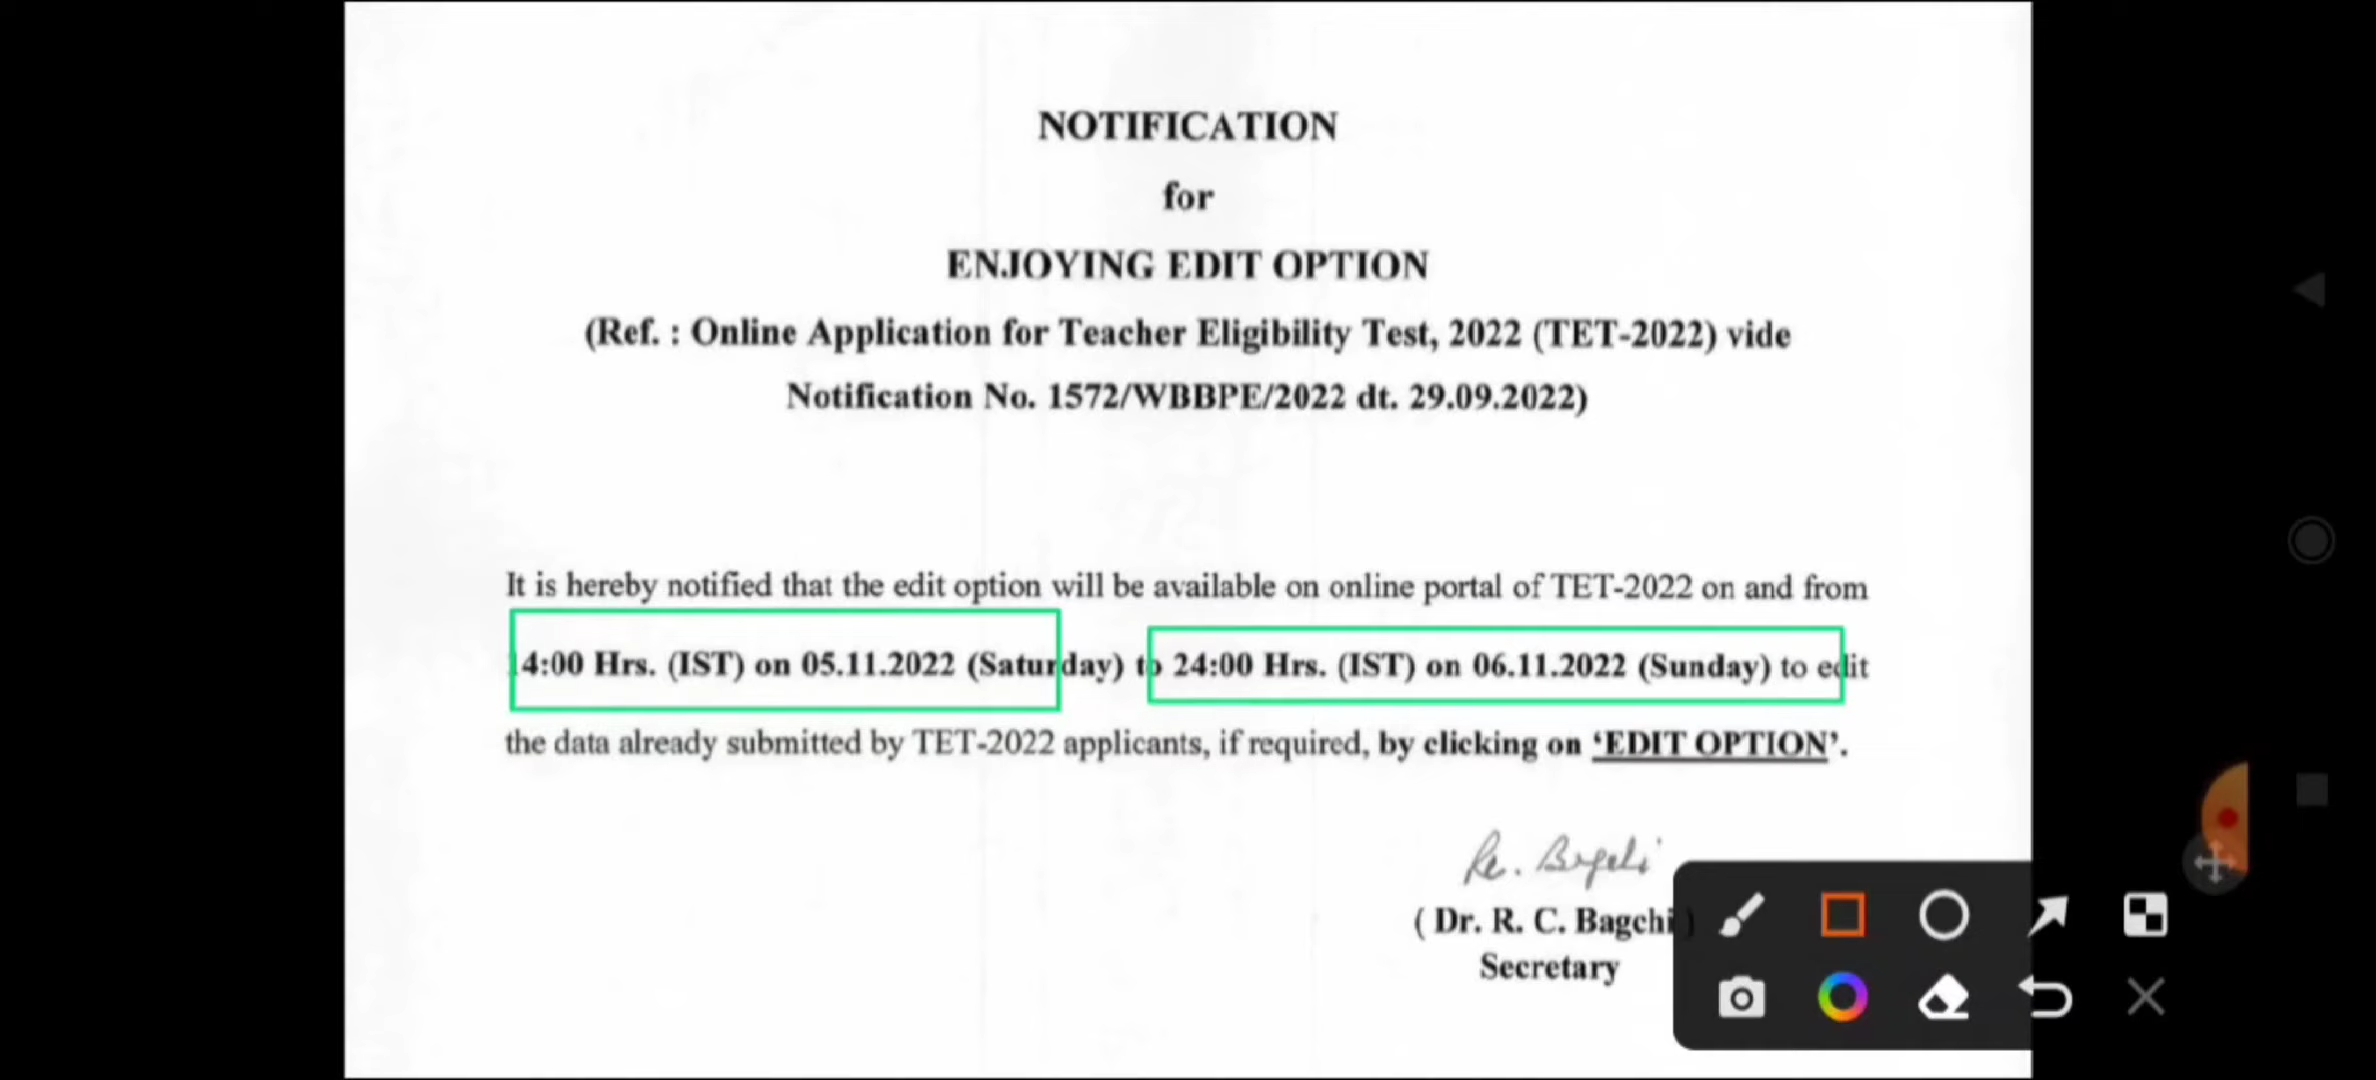 NOTIFICATION
for
ENJOYING EDIT OPTION
(Ref. : Online Application for Teacher Eligibility Test, 2022 (TET-2022) vide
Notification No. 1572/WBBPE/2022 dt. 29.09.2022)
It is hereby notified that the edit option will be available on online portal of TET-2022 on and from
14:00 Hrs. (IST) on 05.11.2022 (Saturday) to 24:00 Hrs. (IST) on 06.11.2022 (Sunday) to edit
the data already submitted by TET-2022 applicants, if required, by clicking on ‘EDIT OPTION’.
Rc. Bagchi
( Dr. R. C. Bagchi )
Secretary